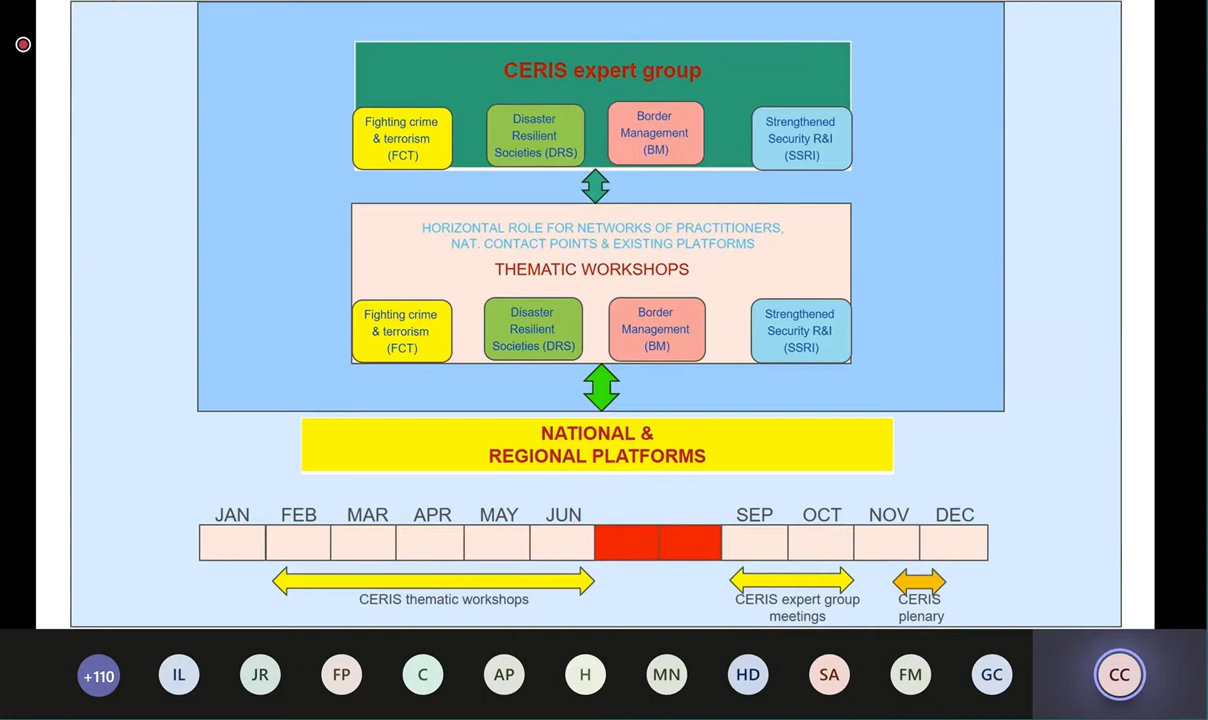 CERIS expert group
Fighting crime
& terrorism
(FCT)
Disaster
Resilient
Societies (DRS)
Border
Management
(BM)
Strengthened
Security R&I
(SSRI)
HORIZONTAL ROLE FOR NETWORKS OF PRACTITIONERS,
NAT. CONTACT POINTS & EXISTING PLATFORMS
THEMATIC WORKSHOPS
Fighting crime
& terrorism
(FCT)
Disaster
Resilient
Societies (DRS)
Border
Management
(BM)
Strengthened
Security R&I
(SSRI)
NATIONAL &
REGIONAL PLATFORMS
JAN FEB MAR APR MAY JUN SEP OCT NOV DEC
CERIS thematic workshops
CERIS expert group
meetings
CERIS
plenary
+110 IL JR FP C AP H MN HD SA FM GC CC